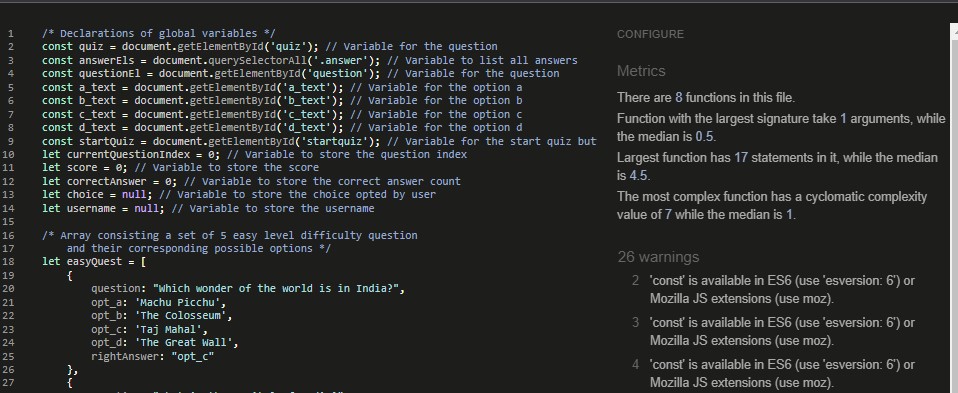 1 /* Declarations of global variables */
2 const quiz = document.getElementById('quiz'); // Variable for the question
3 const answerEls = document.querySelectorAll('.answer'); // Variable to list all answers
4 const questionEl = document.getElementById('question'); // Variable for the question
5 const a_text = document.getElementById('a_text'); // Variable for the option a
6 const b_text = document.getElementById('b_text'); // Variable for the option b
7 const c_text = document.getElementById('c_text'); // Variable for the option c
8 const d_text = document.getElementById('d_text'); // Variable for the option d
9 const startQuiz = document.getElementById('startquiz'); // Variable for the start quiz but
10 let currentQuestionIndex = 0; // Variable to store the question index
11 let score = 0; // Variable to store the score
12 let correctAnswer = 0; // Variable to store the correct answer count
13 let choice = null; // Variable to store the choice opted by user
14 let username = null; // Variable to store the username
15
16 /* Array consisting a set of 5 easy level difficulty question
17 and their corresponding possible options */
18 let easyQuest = [
19 {
20 question: "Which wonder of the world is in India?",
21 opt_a: 'Machu Picchu',
22 opt_b: 'The Colosseum',
23 opt_c: 'Taj Mahal',
24 opt_d: 'The Great Wall',
25 rightAnswer: "opt_c"
26 },
27 {
CONFIGURE
Metrics
There are 8 functions in this file.
Function with the largest signature take 1 arguments, while
the median is 0.5.
Largest function has 17 statements in it, while the median
is 4.5.
The most complex function has a cyclomatic complexity
value of 7 while the median is 1.
26 warnings
2 'const' is available in ES6 (use 'esversion: 6') or
Mozilla JS extensions (use moz).
3 'const' is available in ES6 (use 'esversion: 6') or
Mozilla JS extensions (use moz).
4 'const' is available in ES6 (use 'esversion: 6') or
Mozilla JS extensions (use moz).